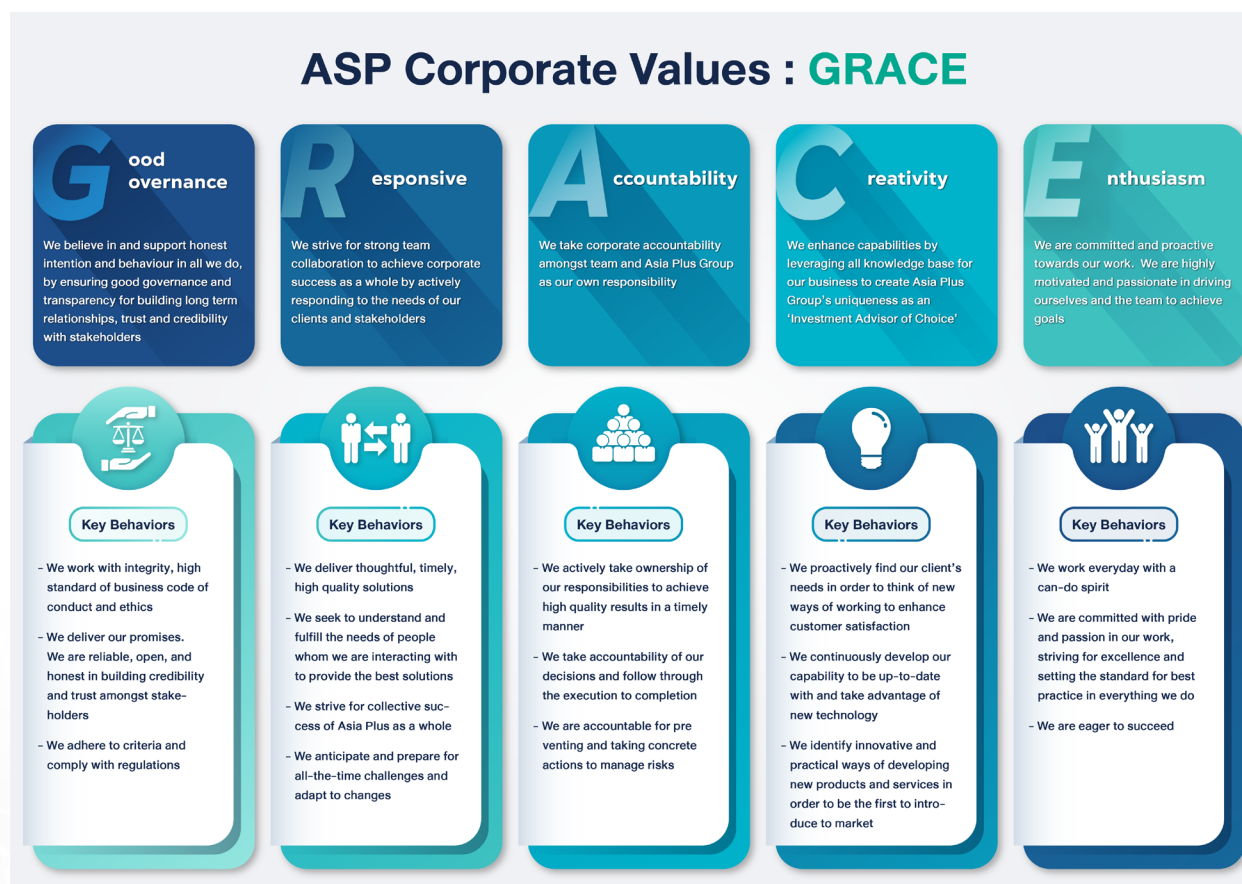 ASP Corporate Values : GRACE
Good
Governance
We believe in and support honest
intention and behaviour in all we do,
by ensuring good governance and
transparency for building long term
relationships, trust and credibility
with stakeholders
Responsive
We strive for strong team
collaboration to achieve corporate
success as a whole by actively
responding to the needs of our
clients and stakeholders
Accountability
We take corporate accountability
amongst team and Asia Plus Group
as our own responsibility
Creativity
We enhance capabilities by
leveraging all knowledge base for
our business to create Asia Plus
Group's uniqueness as an
'Investment Advisor of Choice'
Enthusiasm
We are committed and proactive
towards our work. We are highly
motivated and passionate in driving
ourselves and the team to achieve
goals
Key Behaviors
- We work with integrity, high
standard of business code of
conduct and ethics
- We deliver our promises.
We are reliable, open, and
honest in building credibility
and trust amongst stake-
holders
- We adhere to criteria and
comply with regulations
Key Behaviors
- We deliver thoughtful, timely,
high quality solutions
- We seek to understand and
fulfill the needs of people
whom we are interacting with
to provide the best solutions
- We strive for collective suc-
cess of Asia Plus as a whole
- We anticipate and prepare for
all-the-time challenges and
adapt to changes
Key Behaviors
- We actively take ownership of
our responsibilities to achieve
high quality results in a timely
manner
- We take accountability of our
decisions and follow through
the execution to completion
- We are accountable for pre
venting and taking concrete
actions to manage risks
Key Behaviors
- We proactively find our client's
needs in order to think of new
ways of working to enhance
customer satisfaction
- We continuously develop our
capability to be up-to-date
with and take advantage of
new technology
- We identify innovative and
practical ways of developing
new products and services in
order to be the first to intro-
duce to market
Key Behaviors
- We work everyday with a
can-do spirit
- We are committed with pride
and passion in our work,
striving for excellence and
setting the standard for best
practice in everything we do
- We are eager to succeed